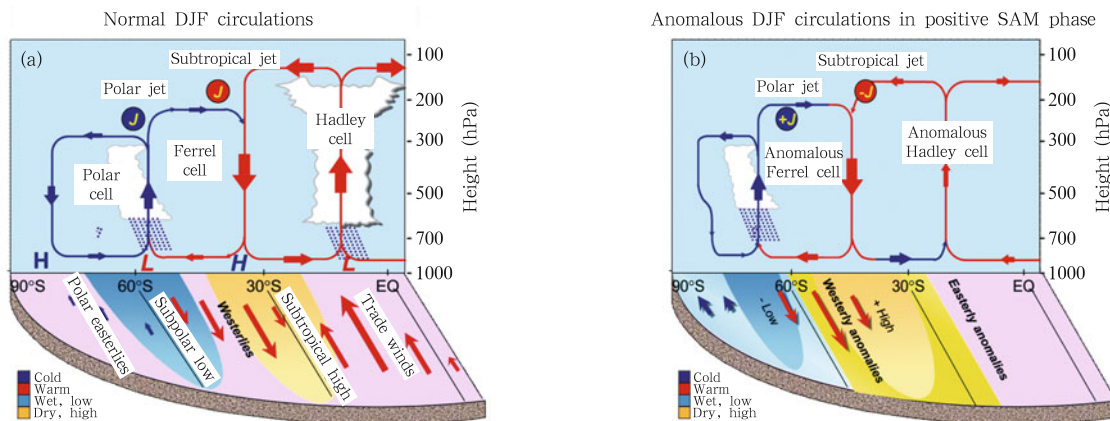 Normal DJF circulations
(a)
Subtropical jet
Polar jet
J
J
Hadley
cell
Ferrel
cell
Polar
cell
H
L
H
L
100
200
300
500
700
1000
Height (hPa)
90°S
60°S
30°S
EQ
Polar easterlies
Subpolar low
Westerlies
Subtropical high
Trade winds
Cold
Warm
Wet, low
Dry, high
Anomalous DJF circulations in positive SAM phase
(b)
Subtropical jet
Polar jet
-J
+J
Anomalous
Hadley cell
Anomalous
Ferrel cell
100
200
300
500
700
1000
Height (hPa)
90°S
60°S
30°S
EQ
- Low
Westerly anomalies
+ High
Easterly anomalies
Cold
Warm
Wet, low
Dry, high